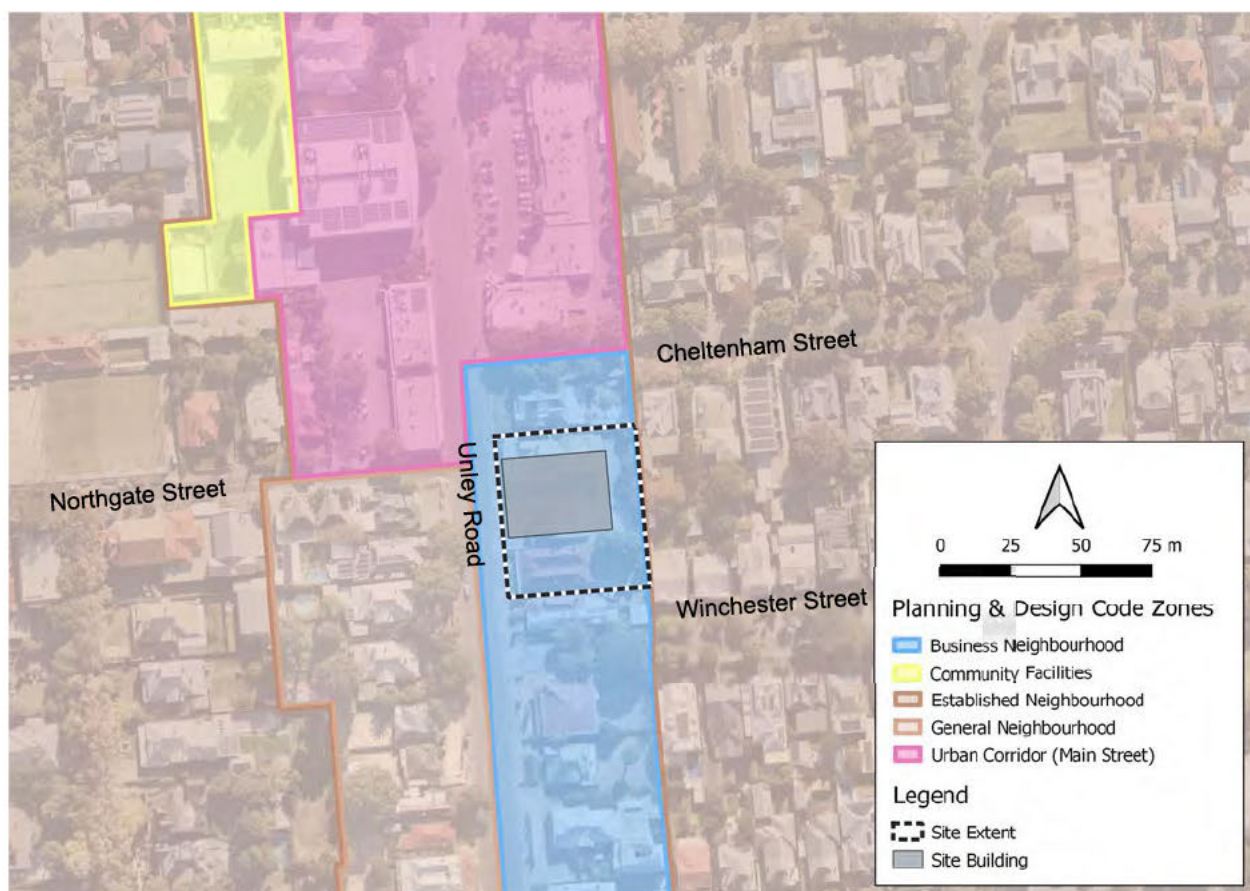 Cheltenham Street
Unley Road
Northgate Street
Winchester Street
0 25 50 75 m
Planning & Design Code Zones
Business Neighbourhood
Community Facilities
Established Neighbourhood
General Neighbourhood
Urban Corridor (Main Street)
Legend
Site Extent
Site Building